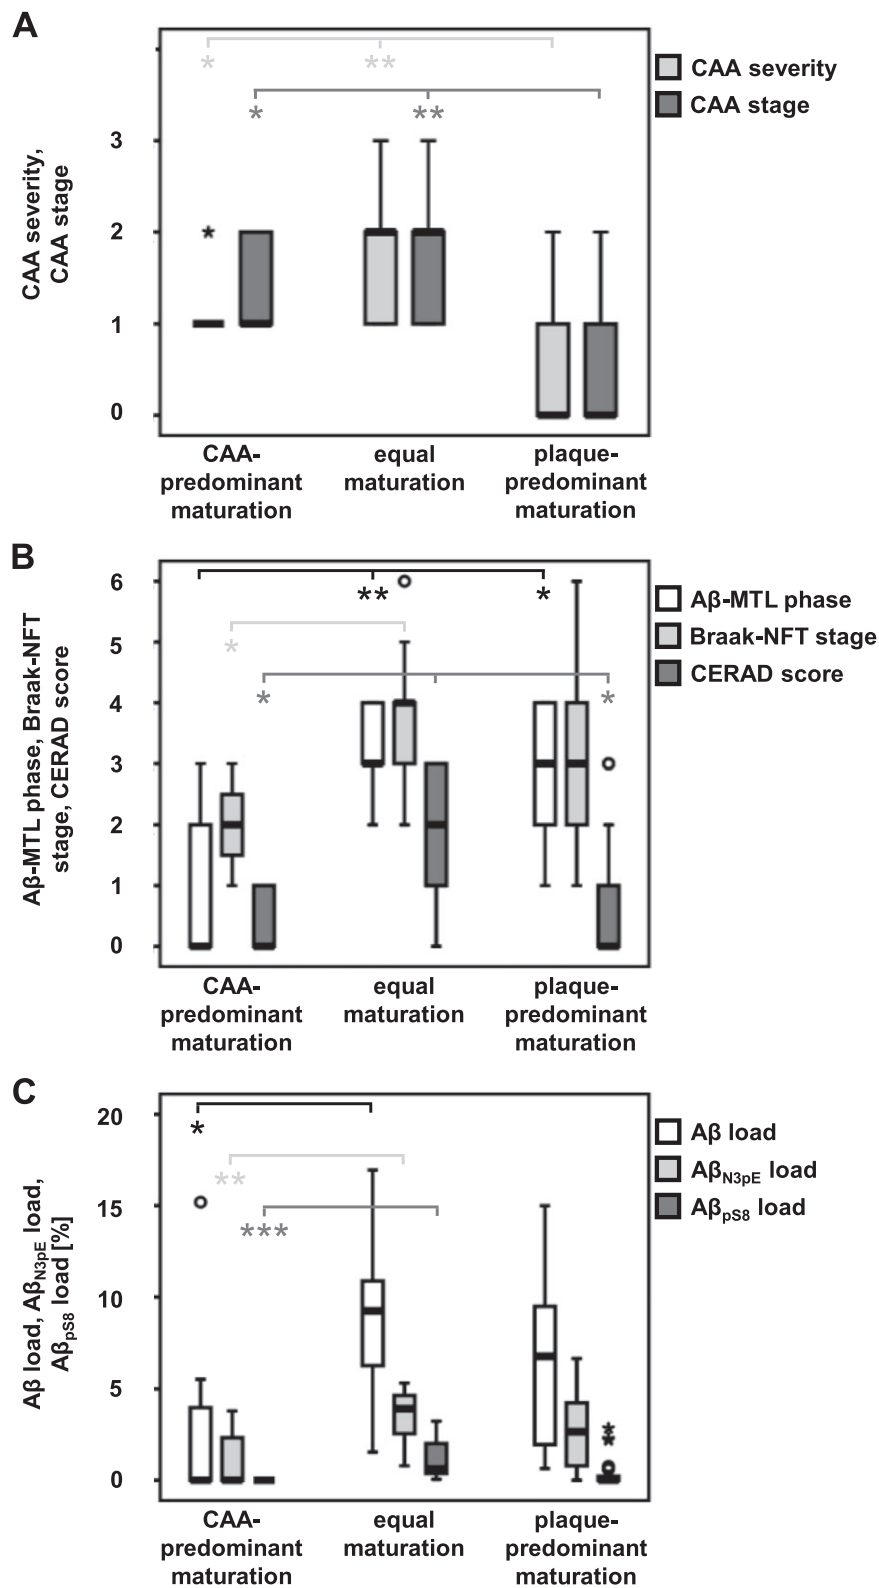 A
* **
* **
CAA severity
CAA stage
CAA severity,
CAA stage
3
2
1
0
*
CAA-
predominant
maturation
equal
maturation
plaque-
predominant
maturation
B
** *
*
* *
Aβ-MTL phase
Braak-NFT stage
CERAD score
Aβ-MTL phase, Braak-NFT
stage, CERAD score
6
5
4
3
2
1
0
CAA-
predominant
maturation
equal
maturation
plaque-
predominant
maturation
C
*
**
***
Aβ load
AβN3pE load
AβpS8 load
Aβ load, AβN3pE load,
AβpS8 load [%]
20
15
10
5
0
*
*
CAA-
predominant
maturation
equal
maturation
plaque-
predominant
maturation